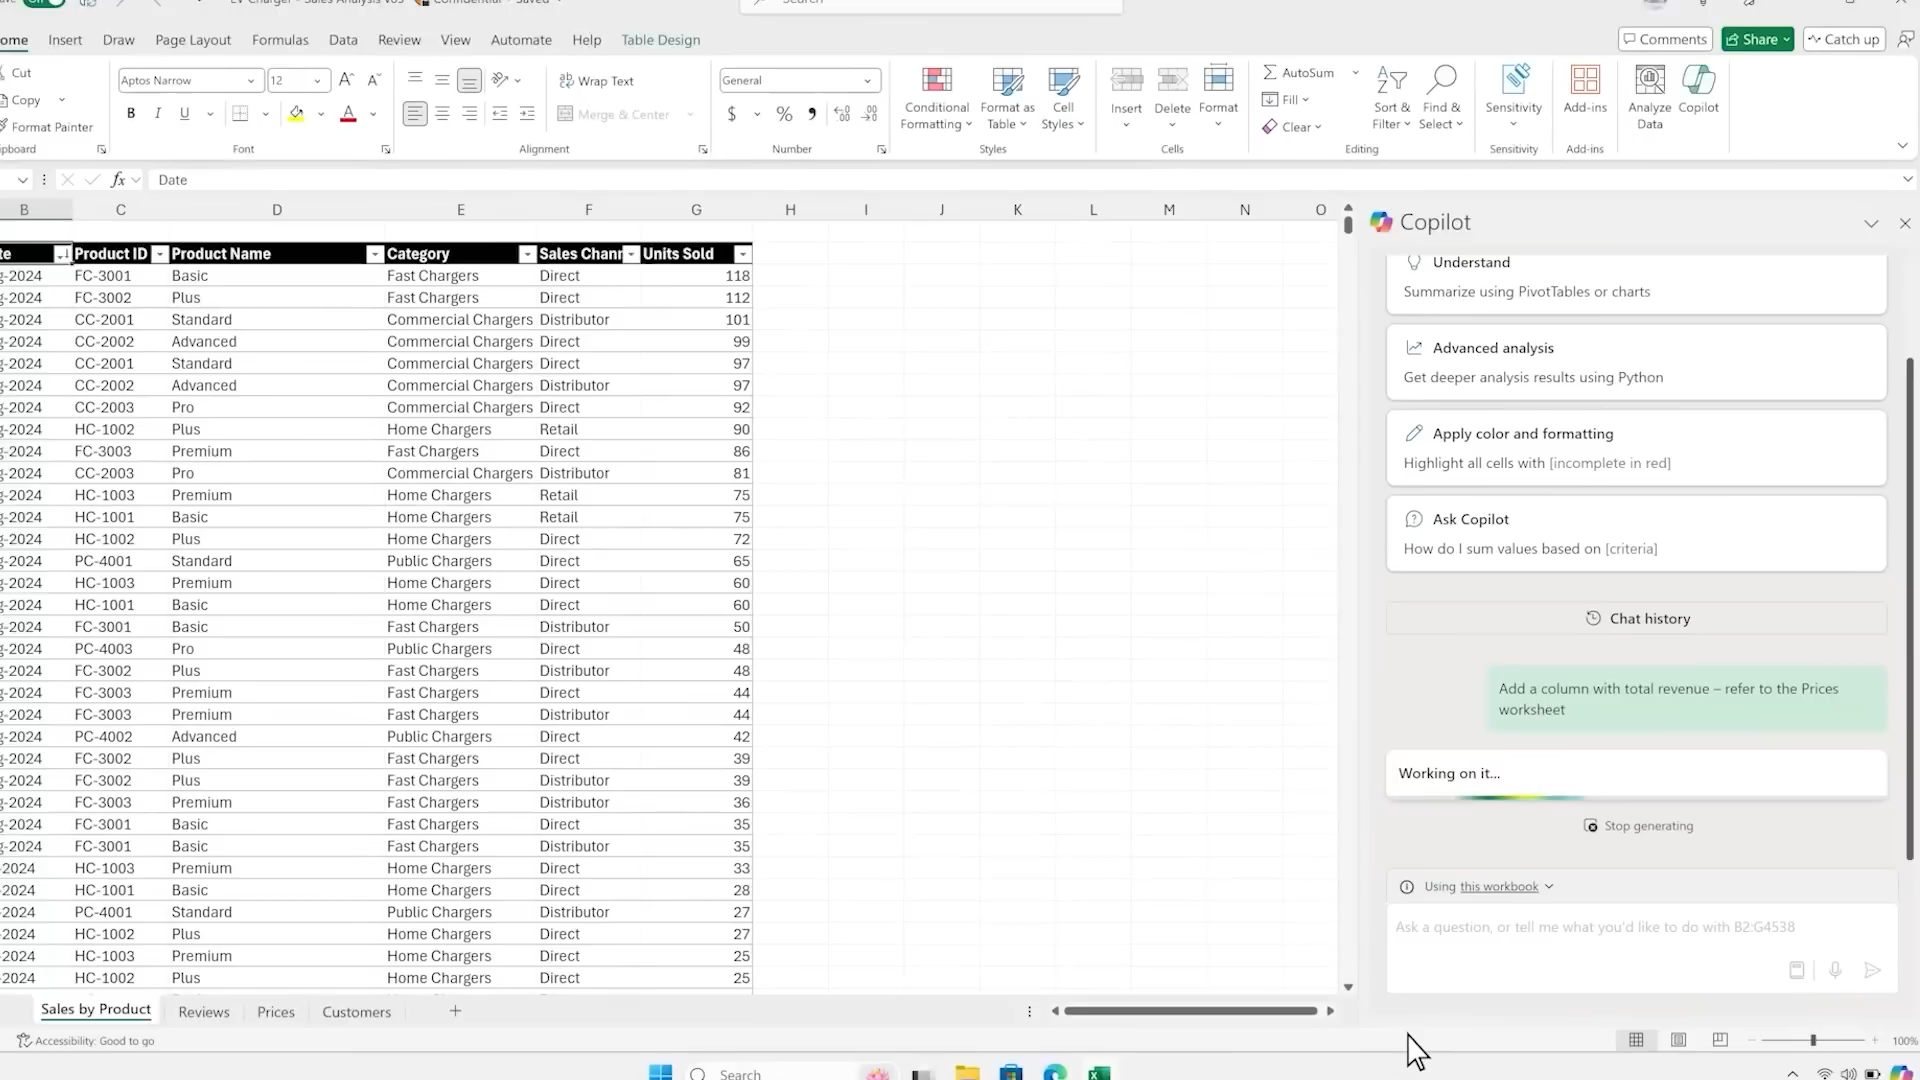 On
EV Charger - Sales Analysis v05
Confidential • Saved
Search
ome
Insert
Draw
Page Layout
Formulas
Data
Review
View
Automate
Help
Table Design
Comments
Share
Catch up
Cut
Copy
Format Painter
ipboard
Aptos Narrow
12
B
I
U
Font
Wrap Text
Merge & Center
Alignment
General
$
%
Number
Conditional
Formatting
Format as
Table
Cell
Styles
Styles
Insert
Delete
Format
Cells
AutoSum
Fill
Clear
Sort &
Filter
Find &
Select
Editing
Sensitivity
Sensitivity
Add-ins
Add-ins
Analyze
Data
Copilot
fx
Date
B C D E F G H I J K L M N O
te Product ID Product Name Category Sales Chann Units Sold
g-2024 FC-3001 Basic Fast Chargers Direct 118
g-2024 FC-3002 Plus Fast Chargers Direct 112
g-2024 CC-2001 Standard Commercial Chargers Distributor 101
g-2024 CC-2002 Advanced Commercial Chargers Direct 99
g-2024 CC-2001 Standard Commercial Chargers Direct 97
g-2024 CC-2002 Advanced Commercial Chargers Distributor 97
g-2024 CC-2003 Pro Commercial Chargers Direct 92
g-2024 HC-1002 Plus Home Chargers Retail 90
g-2024 FC-3003 Premium Fast Chargers Direct 86
g-2024 CC-2003 Pro Commercial Chargers Distributor 81
g-2024 HC-1003 Premium Home Chargers Retail 75
g-2024 HC-1001 Basic Home Chargers Retail 75
g-2024 HC-1002 Plus Home Chargers Direct 72
g-2024 PC-4001 Standard Public Chargers Direct 65
g-2024 HC-1003 Premium Home Chargers Direct 60
g-2024 HC-1001 Basic Home Chargers Direct 60
g-2024 FC-3001 Basic Fast Chargers Distributor 50
g-2024 PC-4003 Pro Public Chargers Direct 48
g-2024 FC-3002 Plus Fast Chargers Distributor 48
g-2024 FC-3003 Premium Fast Chargers Direct 44
g-2024 FC-3003 Premium Fast Chargers Distributor 44
g-2024 PC-4002 Advanced Public Chargers Direct 42
g-2024 FC-3002 Plus Fast Chargers Direct 39
g-2024 FC-3002 Plus Fast Chargers Distributor 39
g-2024 FC-3003 Premium Fast Chargers Distributor 36
g-2024 FC-3001 Basic Fast Chargers Direct 35
g-2024 FC-3001 Basic Fast Chargers Distributor 35
-2024 HC-1003 Premium Home Chargers Direct 33
-2024 HC-1001 Basic Home Chargers Direct 28
-2024 PC-4001 Standard Public Chargers Distributor 27
-2024 HC-1002 Plus Home Chargers Direct 27
-2024 HC-1003 Premium Home Chargers Direct 25
-2024 HC-1002 Plus Home Chargers Direct 25
Sales by Product
Reviews
Prices
Customers
Accessibility: Good to go
100%
Search
Copilot
Understand
Summarize using PivotTables or charts
Advanced analysis
Get deeper analysis results using Python
Apply color and formatting
Highlight all cells with [incomplete in red]
Ask Copilot
How do I sum values based on [criteria]
Chat history
Add a column with total revenue – refer to the Prices
worksheet
Working on it...
Stop generating
Using this workbook
Ask a question, or tell me what you'd like to do with B2:G4538